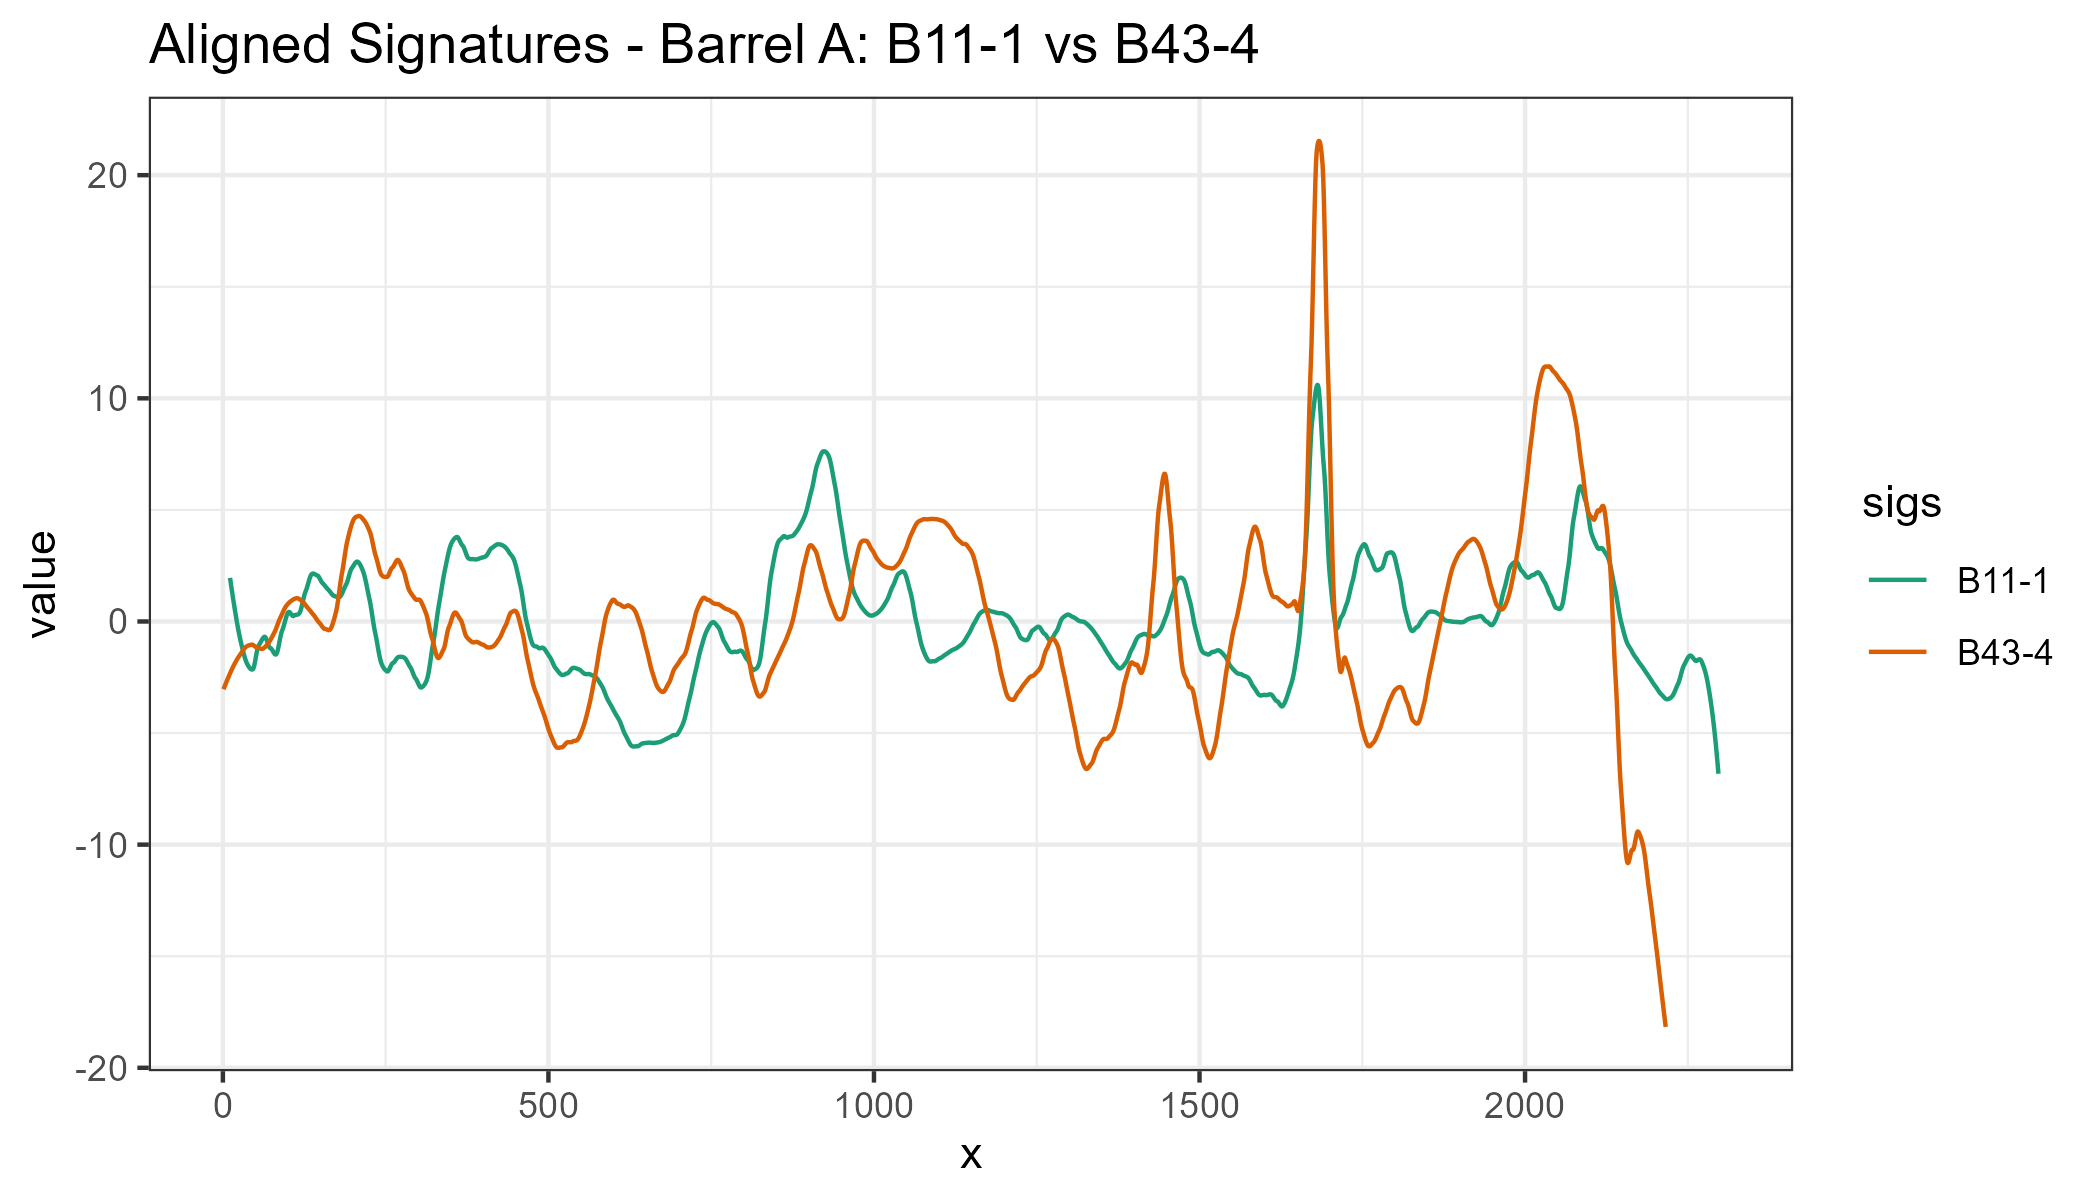 Aligned Signatures - Barrel A: B11-1 vs B43-4
value
20
10
0
-10
-20
0 500 1000 1500 2000
x
sigs
B11-1
B43-4